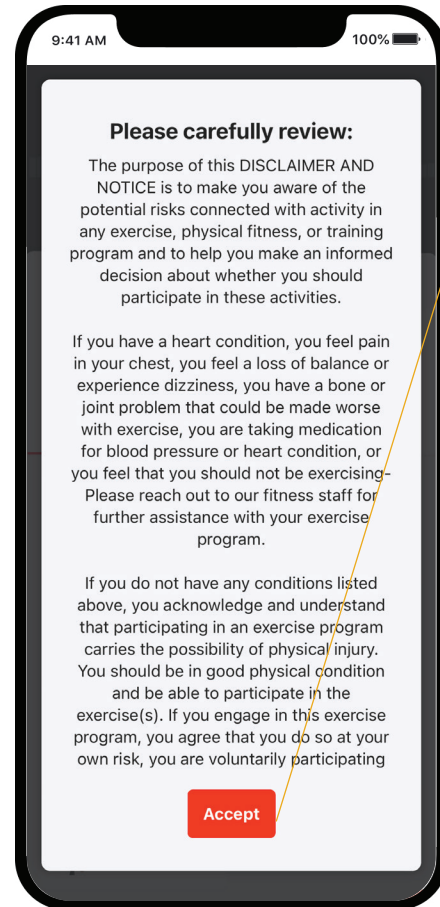 9:41 AM
100%
Please carefully review:
The purpose of this DISCLAIMER AND
NOTICE is to make you aware of the
potential risks connected with activity in
any exercise, physical fitness, or training
program and to help you make an informed
decision about whether you should
participate in these activities.
If you have a heart condition, you feel pain
in your chest, you feel a loss of balance or
experience dizziness, you have a bone or
joint problem that could be made worse
with exercise, you are taking medication
for blood pressure or heart condition, or
you feel that you should not be exercising-
Please reach out to our fitness staff for
further assistance with your exercise
program.
If you do not have any conditions listed
above, you acknowledge and understand
that participating in an exercise program
carries the possibility of physical injury.
You should be in good physical condition
and be able to participate in the
exercise(s). If you engage in this exercise
program, you agree that you do so at your
own risk, you are voluntarily participating
Accept